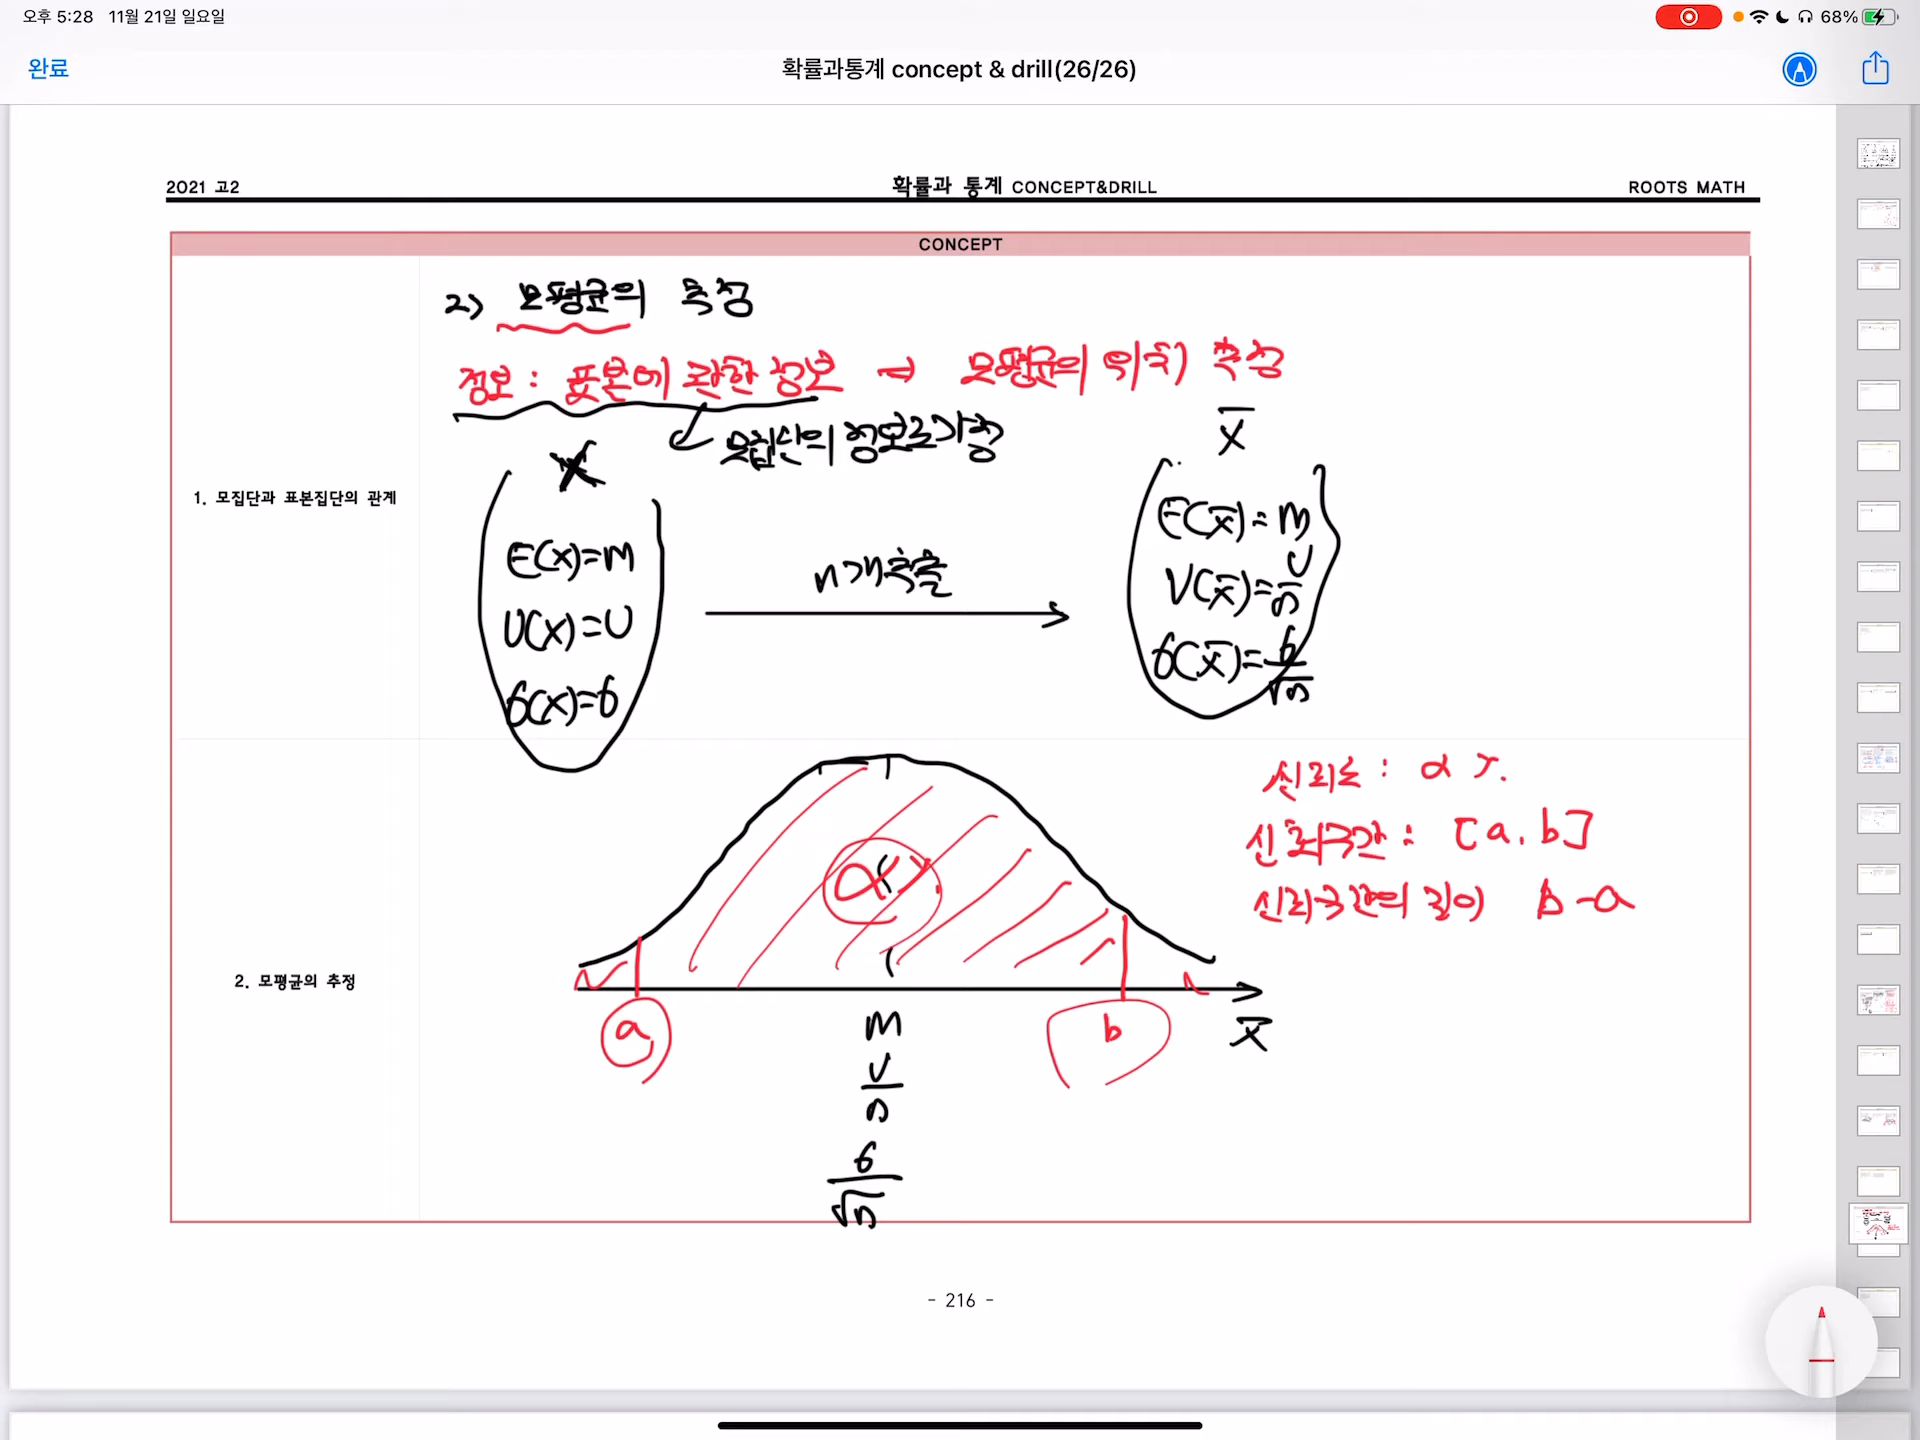 오후 5:28 11월 21일 일요일
68%
완료
확률과통계 concept & drill(26/26)
2021 고2
확률과 통계 CONCEPT&DRILL
ROOTS MATH
CONCEPT
2) 모평균의 추정
정보 : 표본에 관한 정보 ⇒ 모평균의 위치 추정
모집단의 정보로 가정
X
X̄
1. 모집단과 표본집단의 관계
E(X)=m
V(X)=V
σ(X)=σ
n개 추출
E(X̄)=m
V(X̄)=V/n
σ(X̄)=σ/√n
신뢰도 : α %
신뢰구간 : [a, b]
신뢰구간의 길이 b-a
α%
2. 모평균의 추정
a
m
b
X̄
V/n
σ/√n
- 216 -